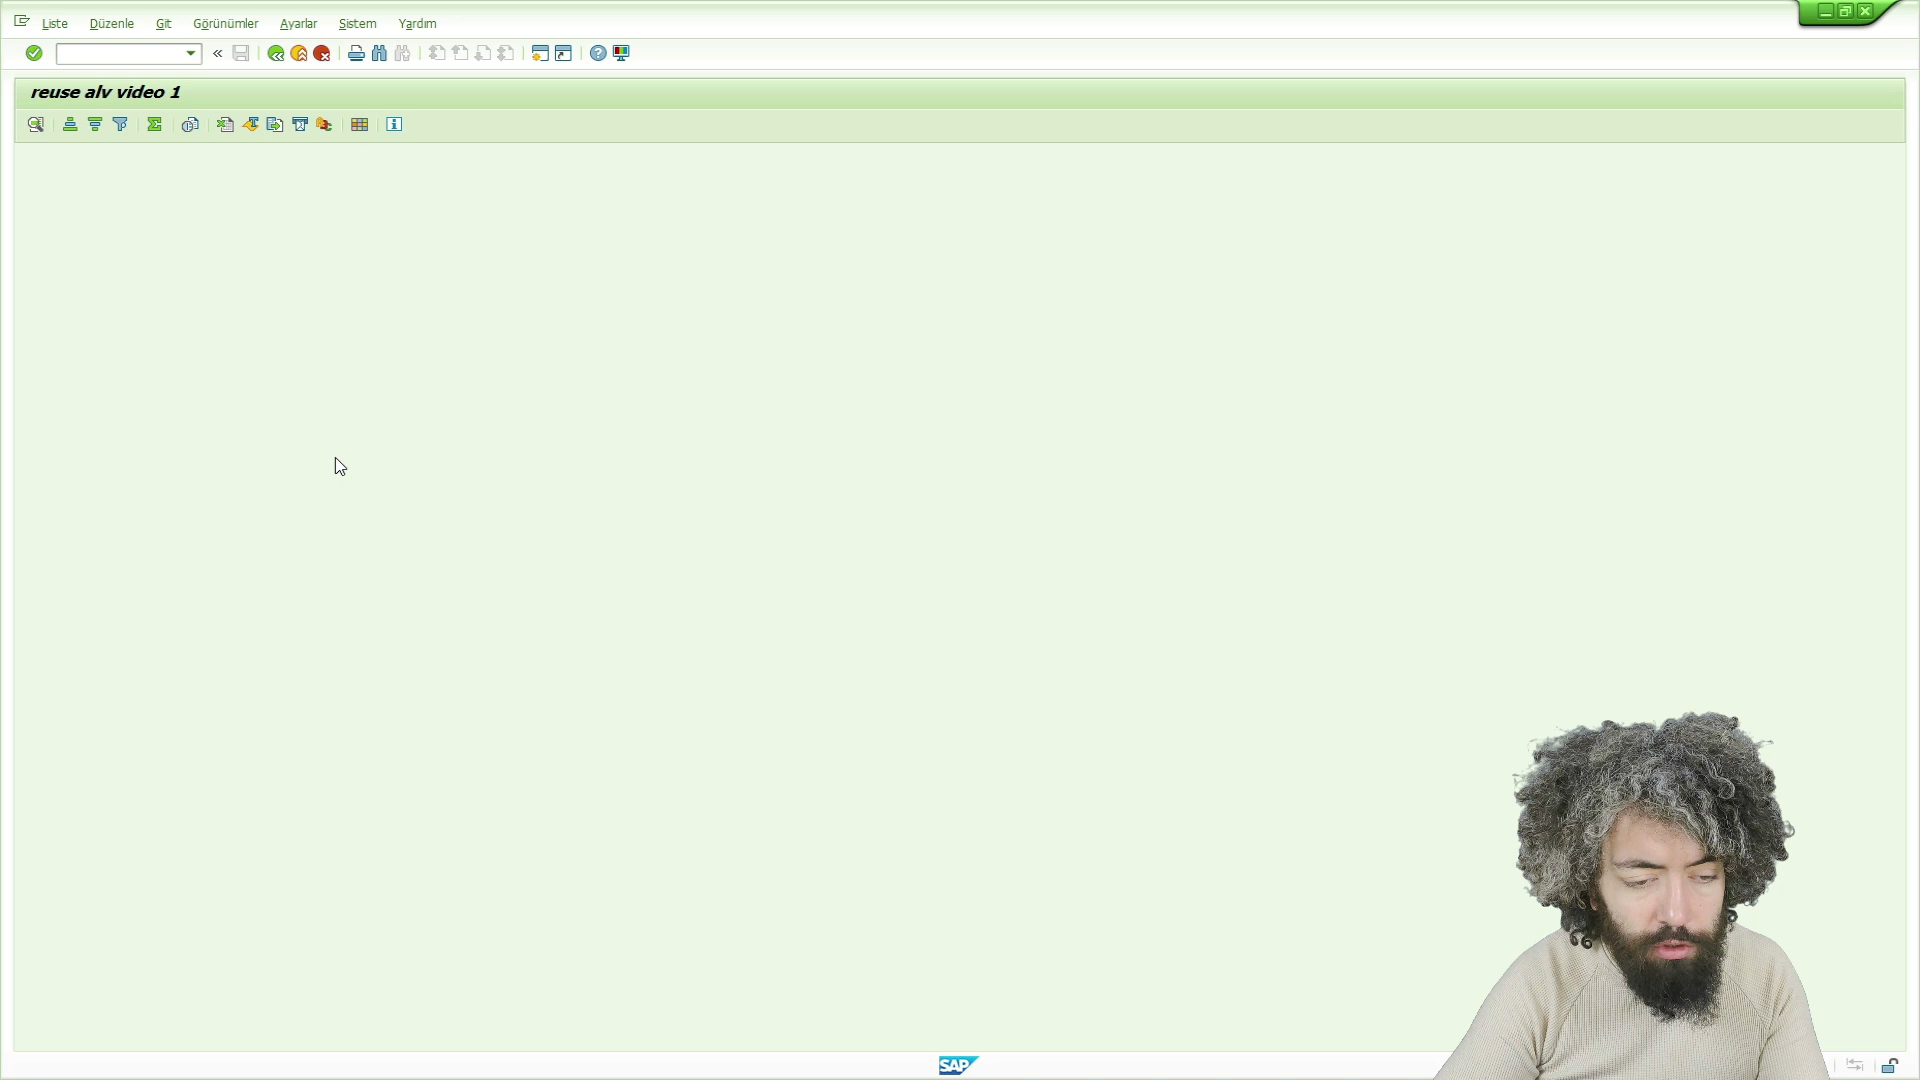 Liste Düzenle Git Görünümler Ayarlar Sistem Yardım
reuse alv video 1
SAP